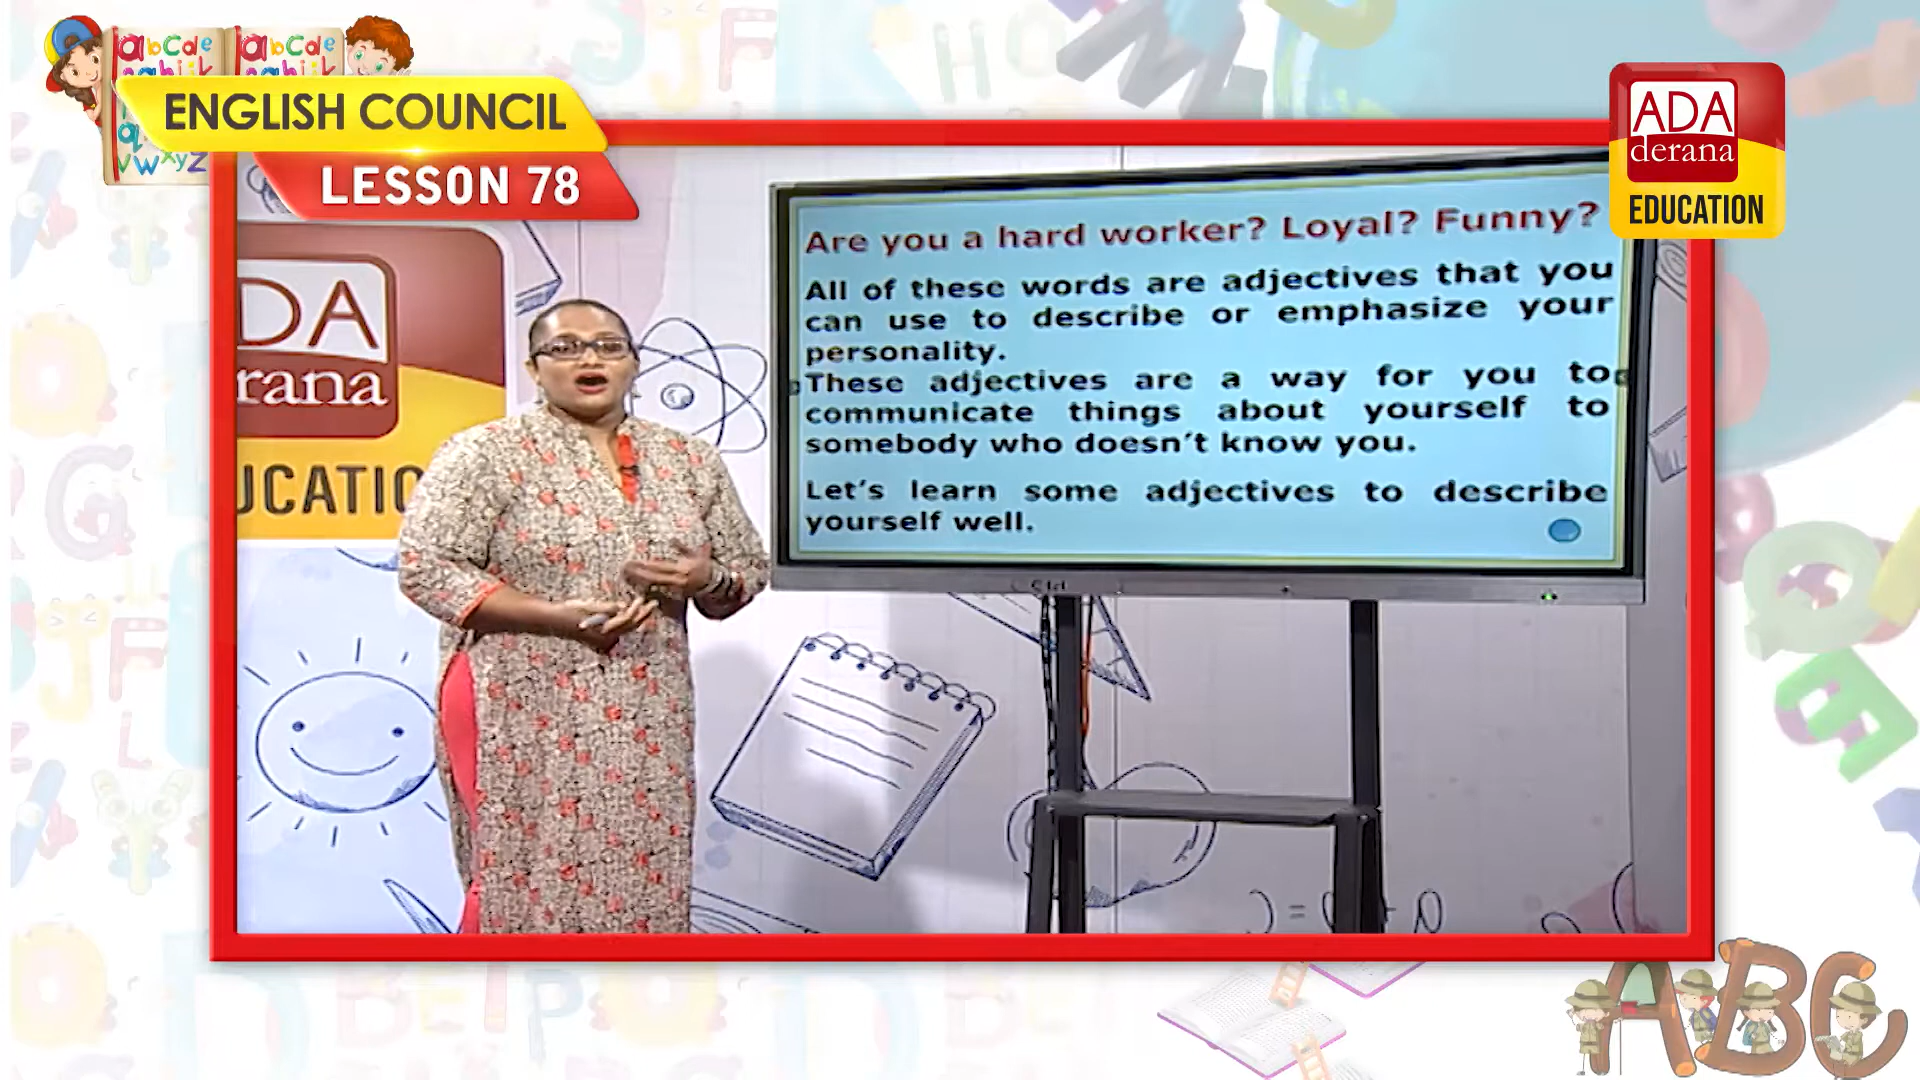 abcde abcde
ENGLISH COUNCIL
LESSON 78
ADA
derana
EDUCATION
DA
rana
UCATIO
Are you a hard worker? Loyal? Funny?
All of these words are adjectives that you
can use to describe or emphasize your
personality.
These adjectives are a way for you to
communicate things about yourself to
somebody who doesn't know you.
Let's learn some adjectives to describe
yourself well.
ABC